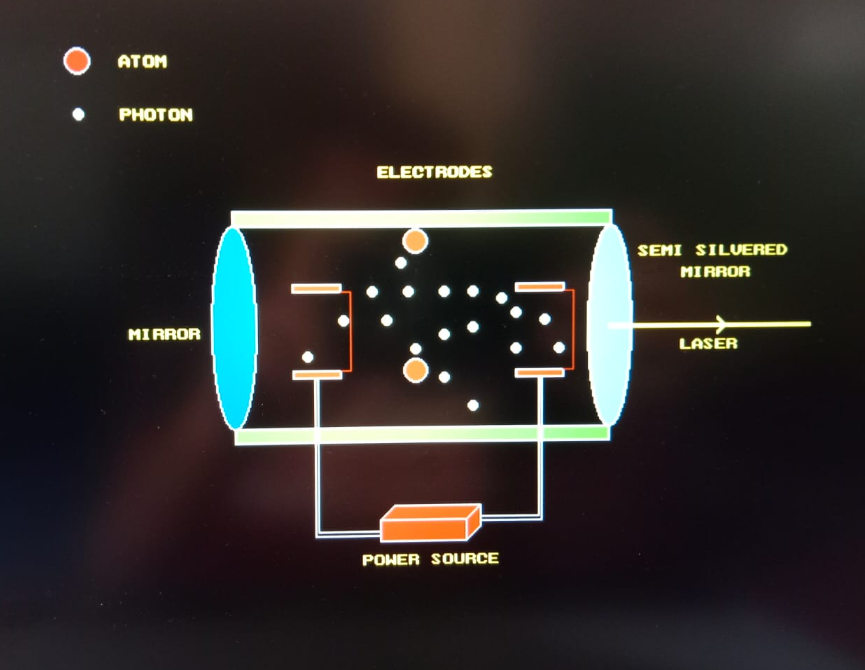 ATOM
PHOTON
ELECTRODES
SEMI SILVERED
MIRROR
MIRROR
LASER
POWER SOURCE